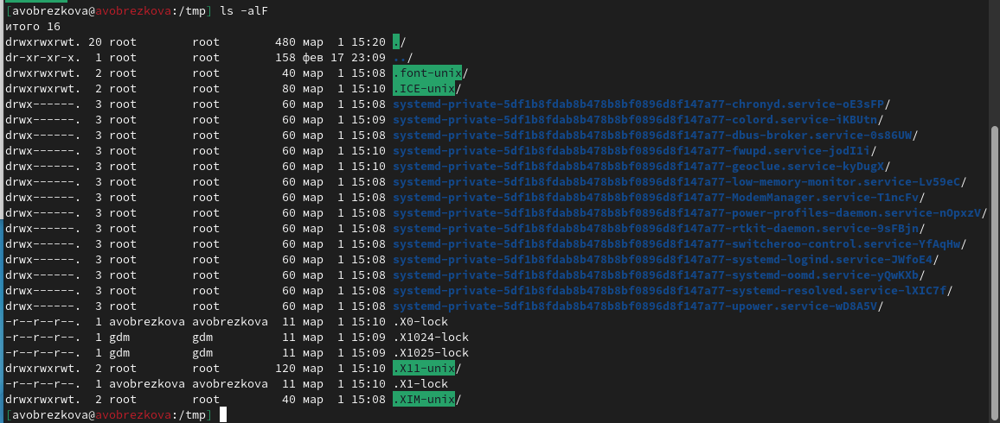 [avobrezkova@avobrezkova:/tmp] ls -alF
итого 16
drwxrwxrwt. 20 root        root        480 мар  1 15:20 ./
dr-xr-xr-x.  1 root        root        158 фев 17 23:09 ../
drwxrwxrwt.  2 root        root         40 мар  1 15:08 .font-unix/
drwxrwxrwt.  2 root        root         80 мар  1 15:10 .ICE-unix/
drwx------.  3 root        root         60 мар  1 15:08 systemd-private-5df1b8fdab8b478b8bf0896d8f147a77-chronyd.service-oE3sFP/
drwx------.  3 root        root         60 мар  1 15:09 systemd-private-5df1b8fdab8b478b8bf0896d8f147a77-colord.service-iKBUtn/
drwx------.  3 root        root         60 мар  1 15:08 systemd-private-5df1b8fdab8b478b8bf0896d8f147a77-dbus-broker.service-0s86UW/
drwx------.  3 root        root         60 мар  1 15:10 systemd-private-5df1b8fdab8b478b8bf0896d8f147a77-fwupd.service-jodI1i/
drwx------.  3 root        root         60 мар  1 15:10 systemd-private-5df1b8fdab8b478b8bf0896d8f147a77-geoclue.service-kyDugX/
drwx------.  3 root        root         60 мар  1 15:08 systemd-private-5df1b8fdab8b478b8bf0896d8f147a77-low-memory-monitor.service-Lv59eC/
drwx------.  3 root        root         60 мар  1 15:08 systemd-private-5df1b8fdab8b478b8bf0896d8f147a77-ModemManager.service-T1ncFv/
drwx------.  3 root        root         60 мар  1 15:08 systemd-private-5df1b8fdab8b478b8bf0896d8f147a77-power-profiles-daemon.service-nOpxzV/
drwx------.  3 root        root         60 мар  1 15:08 systemd-private-5df1b8fdab8b478b8bf0896d8f147a77-rtkit-daemon.service-9sFBjn/
drwx------.  3 root        root         60 мар  1 15:08 systemd-private-5df1b8fdab8b478b8bf0896d8f147a77-switcheroo-control.service-YfAqHw/
drwx------.  3 root        root         60 мар  1 15:08 systemd-private-5df1b8fdab8b478b8bf0896d8f147a77-systemd-logind.service-JWfoE4/
drwx------.  3 root        root         60 мар  1 15:08 systemd-private-5df1b8fdab8b478b8bf0896d8f147a77-systemd-oomd.service-yQwKXb/
drwx------.  3 root        root         60 мар  1 15:08 systemd-private-5df1b8fdab8b478b8bf0896d8f147a77-systemd-resolved.service-lXIC7f/
drwx------.  3 root        root         60 мар  1 15:08 systemd-private-5df1b8fdab8b478b8bf0896d8f147a77-upower.service-wD8A5V/
-r--r--r--.  1 avobrezkova avobrezkova  11 мар  1 15:10 .X0-lock
-r--r--r--.  1 gdm         gdm          11 мар  1 15:09 .X1024-lock
-r--r--r--.  1 gdm         gdm          11 мар  1 15:09 .X1025-lock
drwxrwxrwt.  2 root        root        120 мар  1 15:10 .X11-unix/
-r--r--r--.  1 avobrezkova avobrezkova  11 мар  1 15:10 .X1-lock
drwxrwxrwt.  2 root        root         40 мар  1 15:08 .XIM-unix/
[avobrezkova@avobrezkova:/tmp]